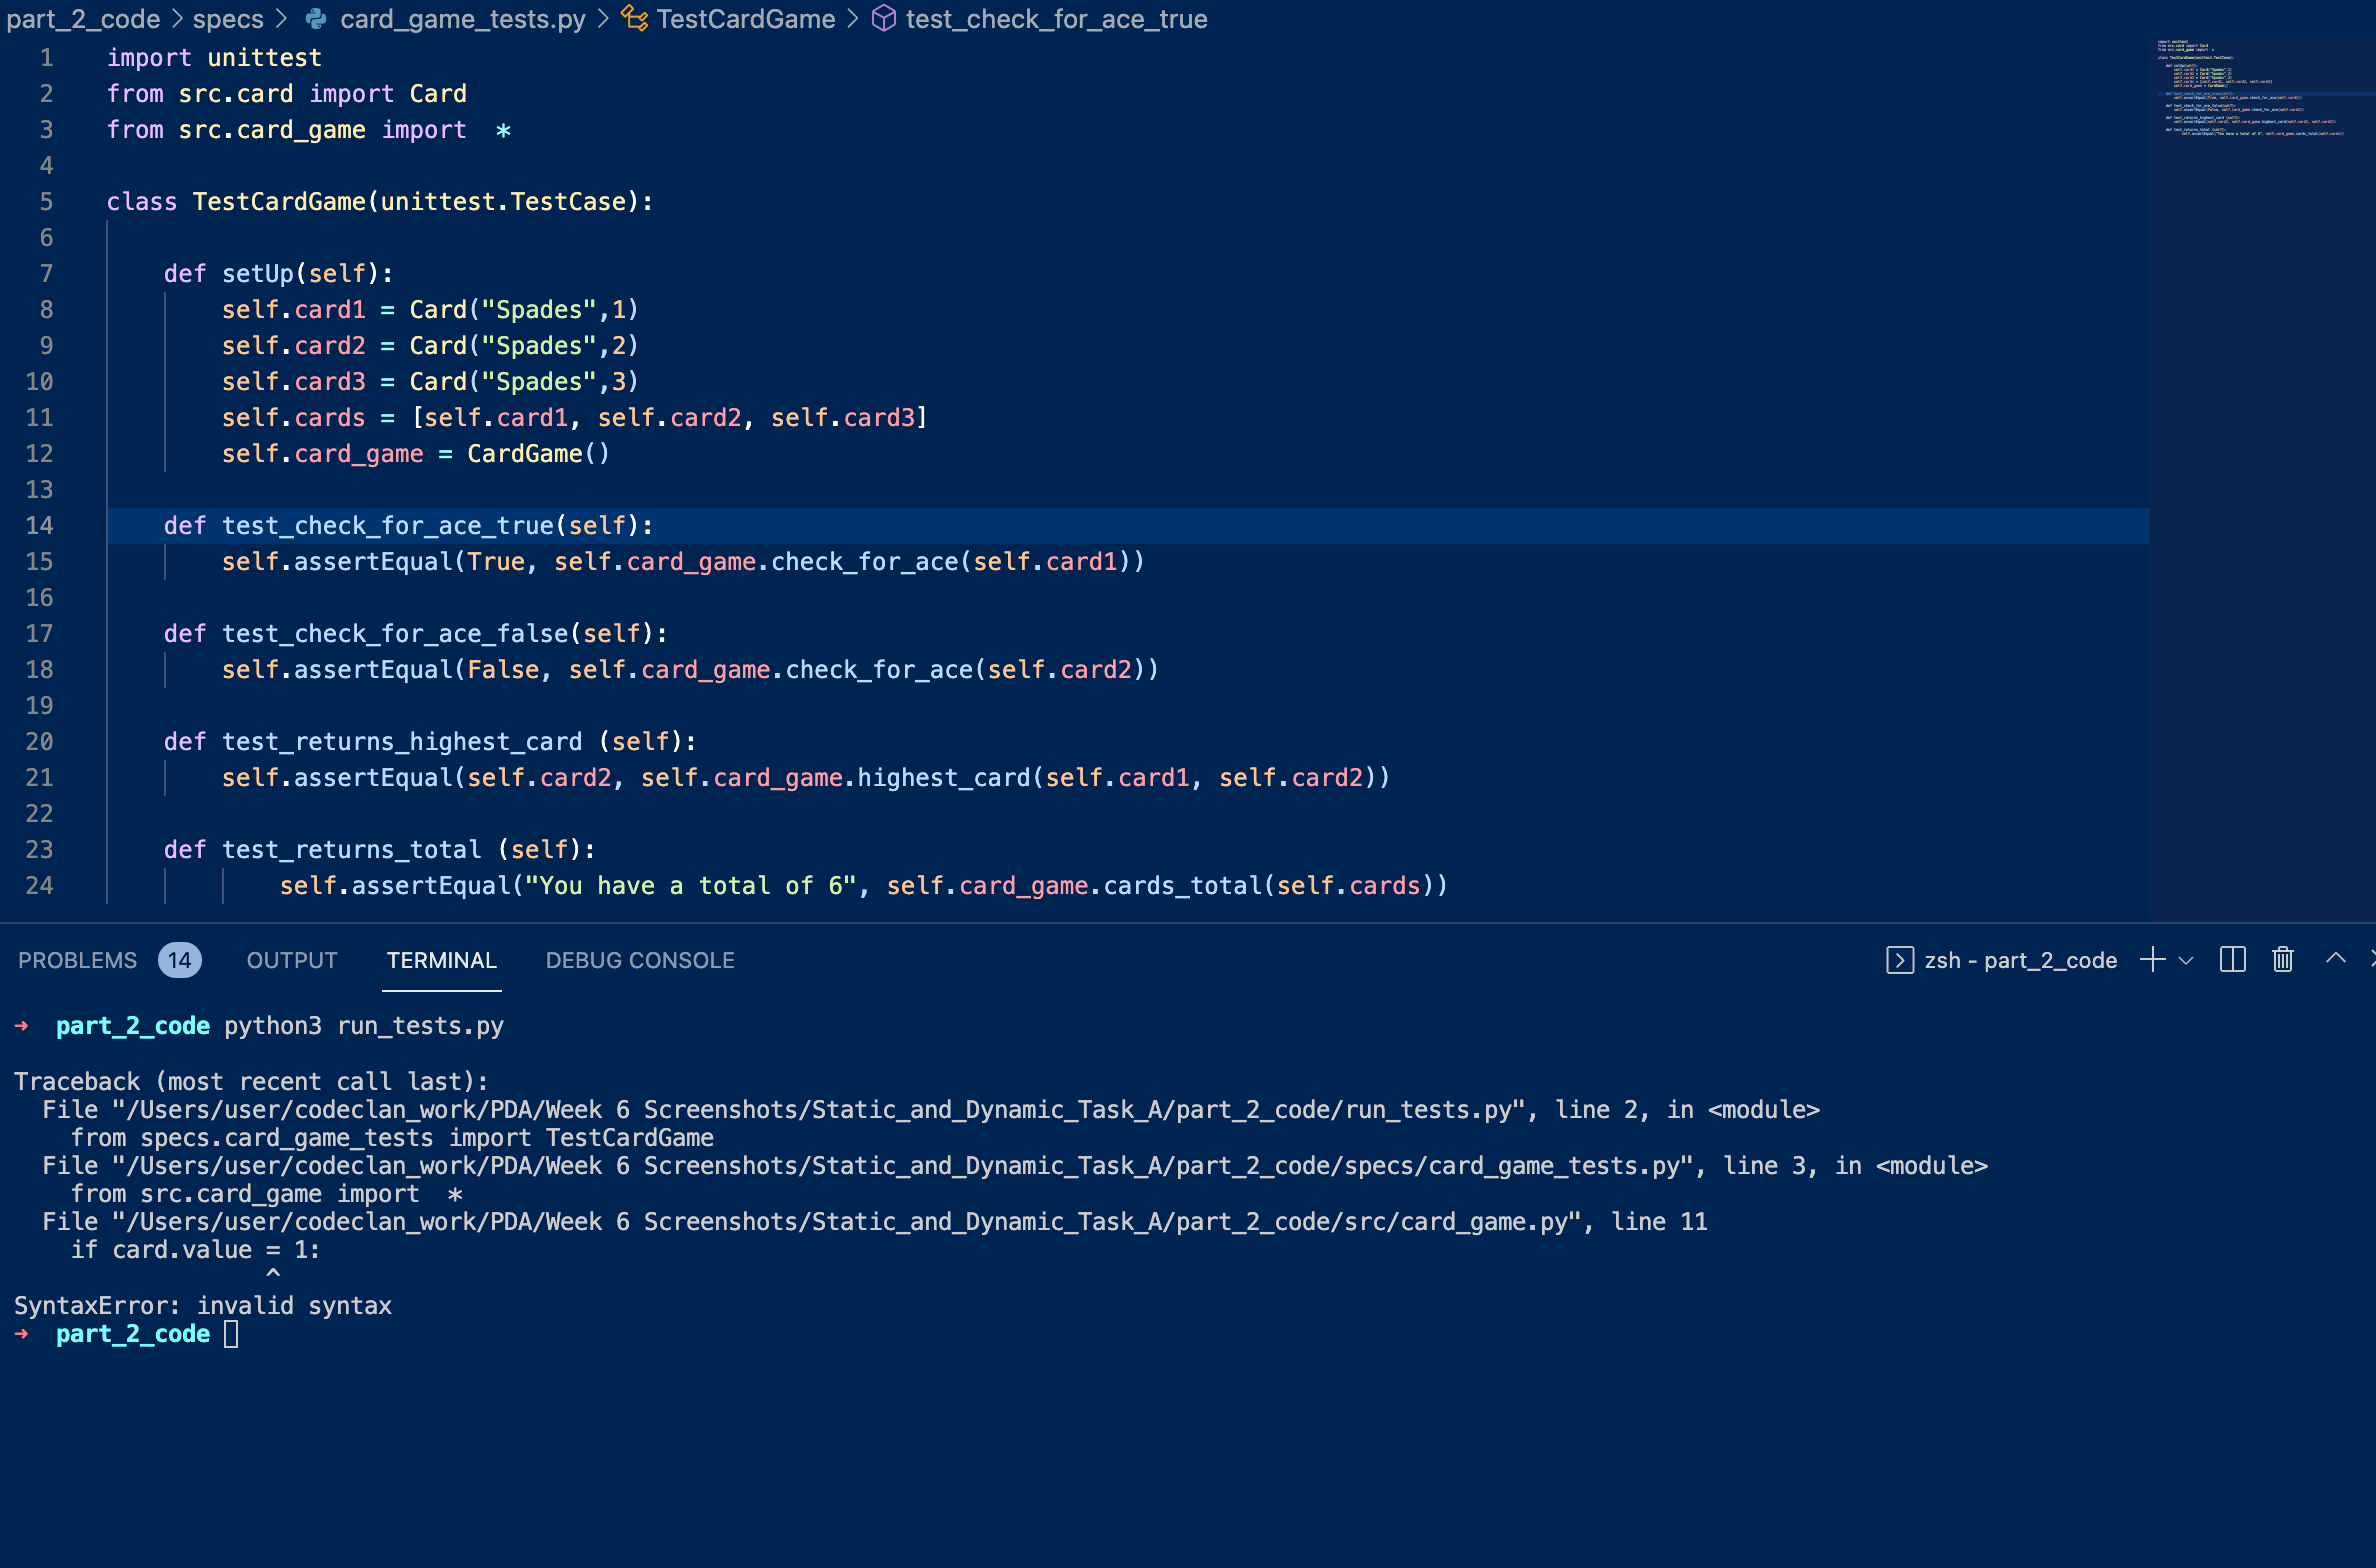 part_2_code > specs > card_game_tests.py > TestCardGame > test_check_for_ace_true
1 import unittest
2 from src.card import Card
3 from src.card_game import  *
4
5 class TestCardGame(unittest.TestCase):
6
7     def setUp(self):
8         self.card1 = Card("Spades",1)
9         self.card2 = Card("Spades",2)
10         self.card3 = Card("Spades",3)
11         self.cards = [self.card1, self.card2, self.card3]
12         self.card_game = CardGame()
13
14     def test_check_for_ace_true(self):
15         self.assertEqual(True, self.card_game.check_for_ace(self.card1))
16
17     def test_check_for_ace_false(self):
18         self.assertEqual(False, self.card_game.check_for_ace(self.card2))
19
20     def test_returns_highest_card (self):
21         self.assertEqual(self.card2, self.card_game.highest_card(self.card1, self.card2))
22
23     def test_returns_total (self):
24             self.assertEqual("You have a total of 6", self.card_game.cards_total(self.cards))
PROBLEMS 14 OUTPUT TERMINAL DEBUG CONSOLE zsh - part_2_code
→ part_2_code python3 run_tests.py
Traceback (most recent call last):
  File "/Users/user/codeclan_work/PDA/Week 6 Screenshots/Static_and_Dynamic_Task_A/part_2_code/run_tests.py", line 2, in <module>
    from specs.card_game_tests import TestCardGame
  File "/Users/user/codeclan_work/PDA/Week 6 Screenshots/Static_and_Dynamic_Task_A/part_2_code/specs/card_game_tests.py", line 3, in <module>
    from src.card_game import  *
  File "/Users/user/codeclan_work/PDA/Week 6 Screenshots/Static_and_Dynamic_Task_A/part_2_code/src/card_game.py", line 11
    if card.value = 1:
                  ^
SyntaxError: invalid syntax
→ part_2_code